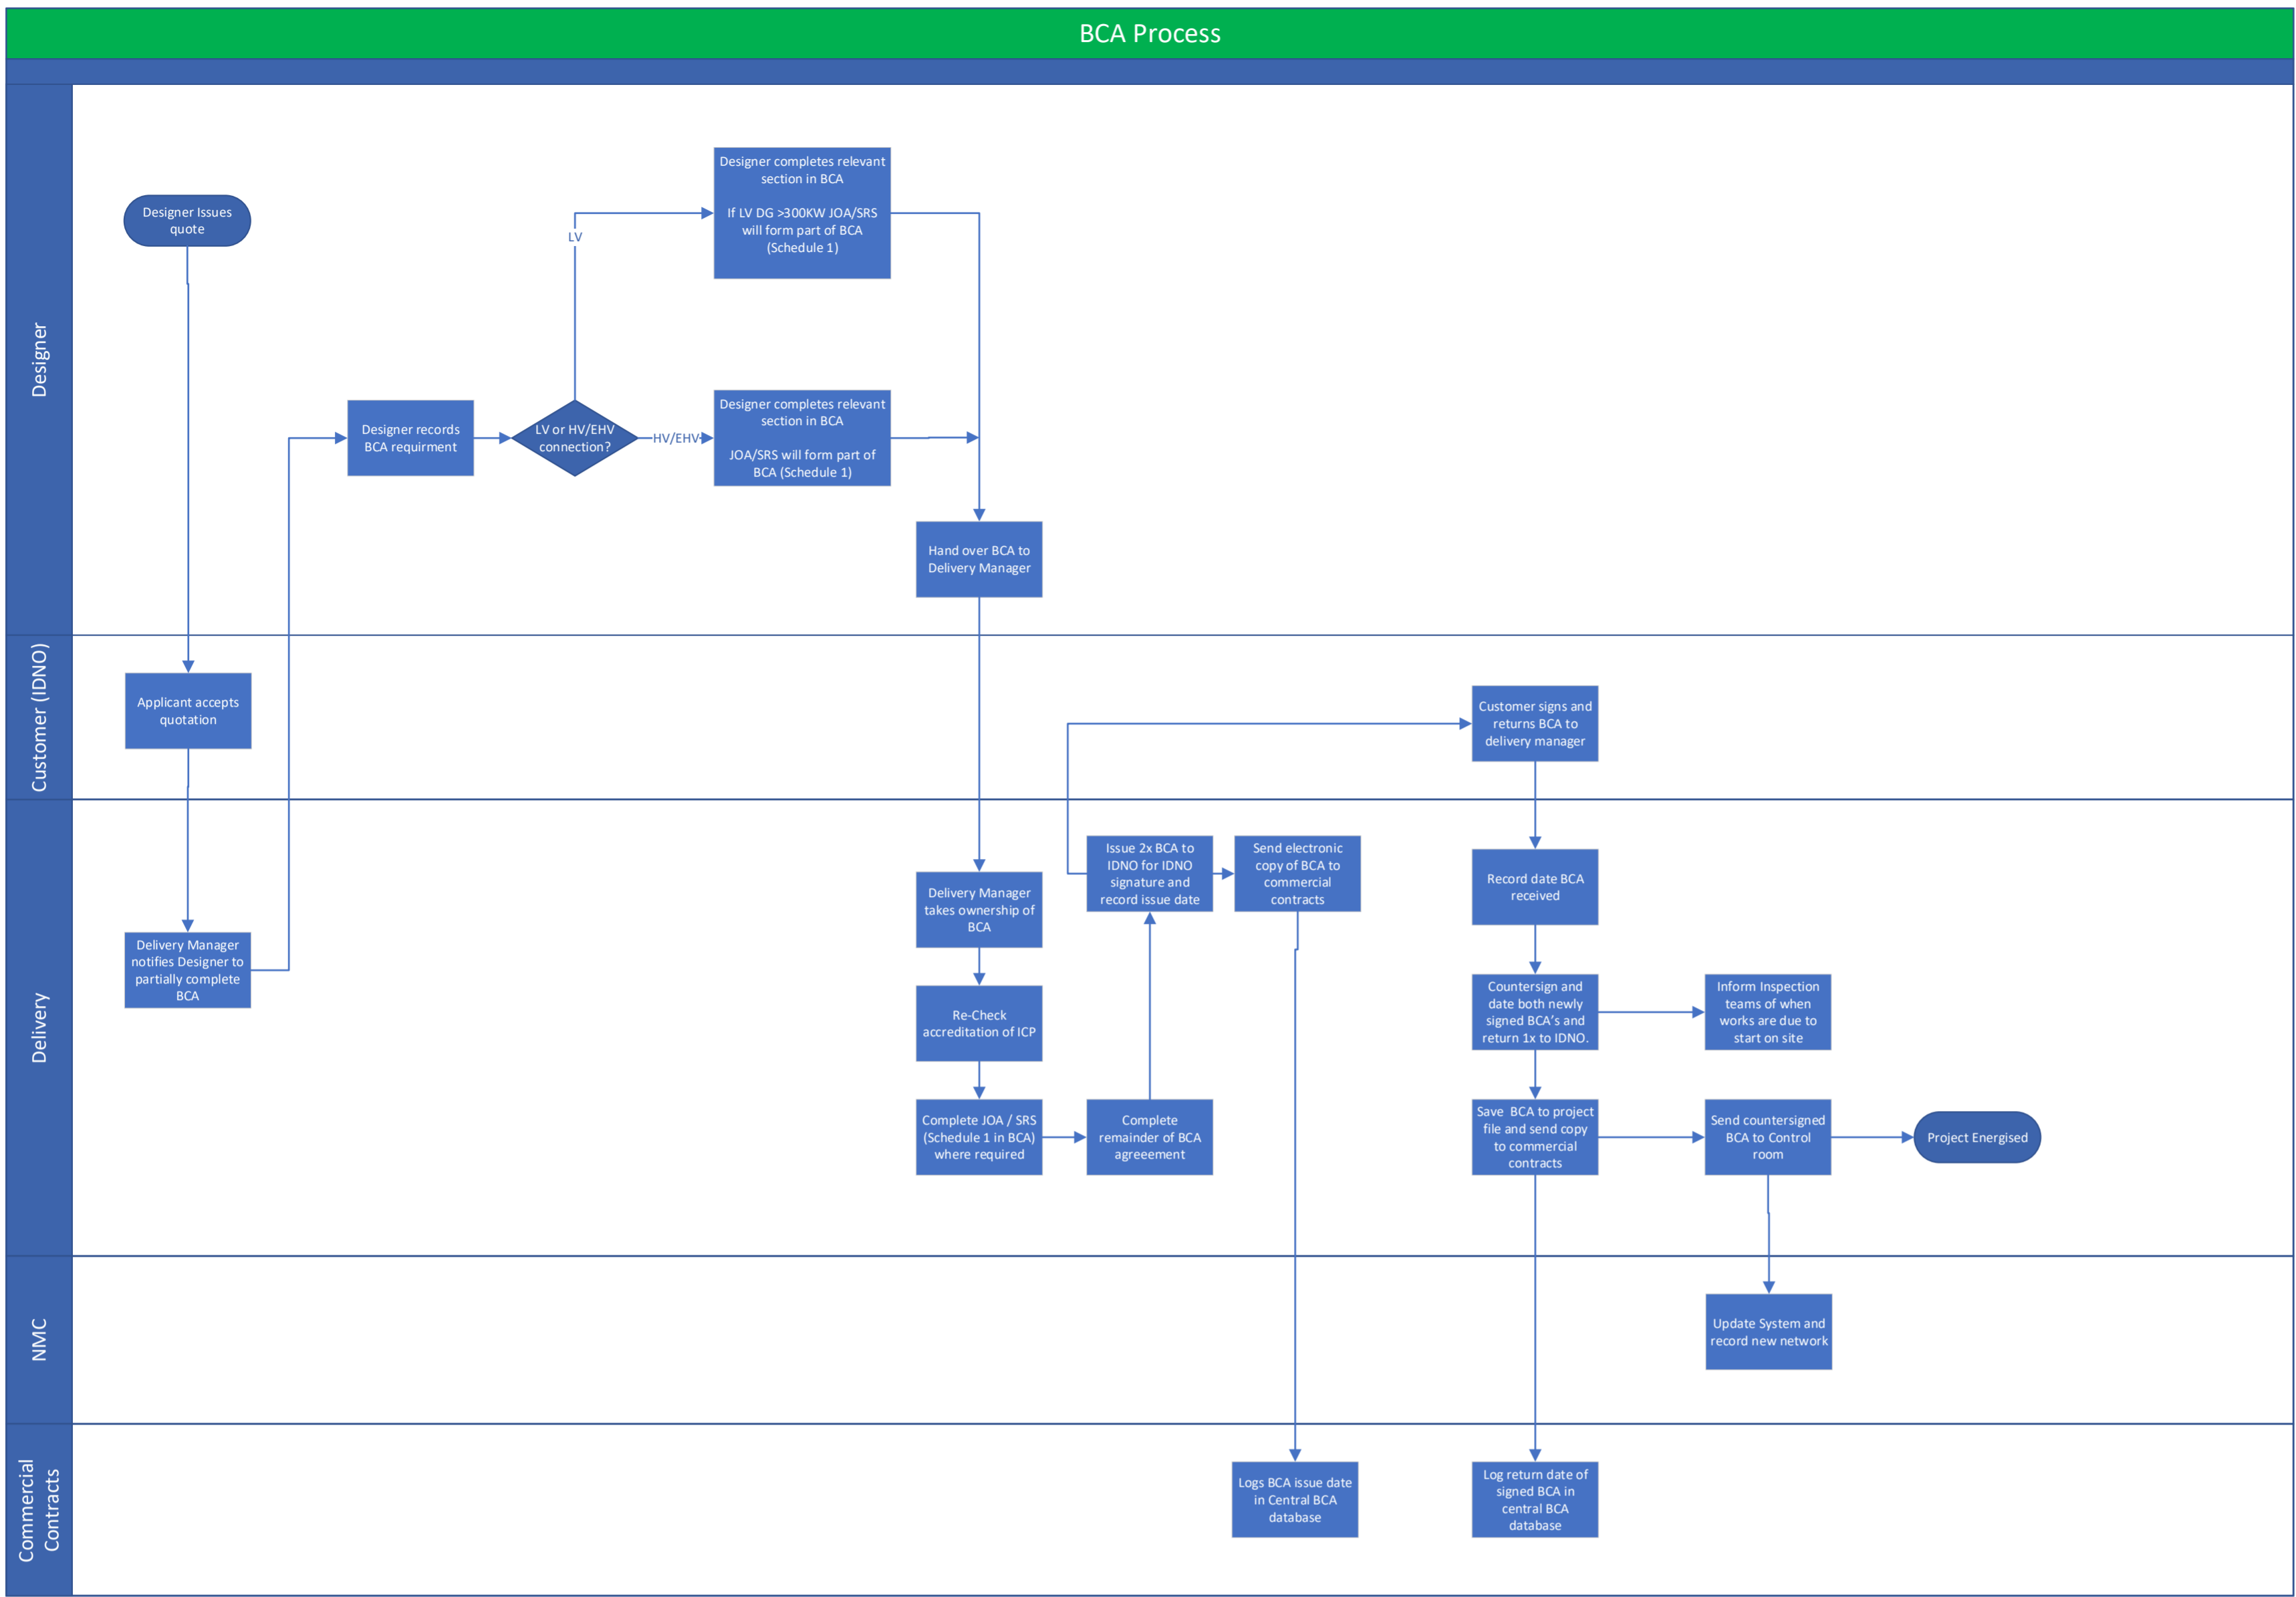 BCA Process
Designer
Designer Issues
quote
Designer records
BCA requirment
LV or HV/EHV
connection?
LV
HV/EHV
Designer completes relevant
section in BCA
If LV DG >300KW JOA/SRS
will form part of BCA
(Schedule 1)
Designer completes relevant
section in BCA
JOA/SRS will form part of
BCA (Schedule 1)
Hand over BCA to
Delivery Manager
Customer (IDNO)
Applicant accepts
quotation
Customer signs and
returns BCA to
delivery manager
Delivery
Delivery Manager
notifies Designer to
partially complete
BCA
Delivery Manager
takes ownership of
BCA
Re-Check
accreditation of ICP
Complete JOA / SRS
(Schedule 1 in BCA)
where required
Complete
remainder of BCA
agreeement
Issue 2x BCA to
IDNO for IDNO
signature and
record issue date
Send electronic
copy of BCA to
commercial
contracts
Record date BCA
received
Countersign and
date both newly
signed BCA’s and
return 1x to IDNO.
Inform Inspection
teams of when
works are due to
start on site
Save BCA to project
file and send copy
to commercial
contracts
Send countersigned
BCA to Control
room
Project Energised
NMC
Update System and
record new network
Commercial
Contracts
Logs BCA issue date
in Central BCA
database
Log return date of
signed BCA in
central BCA
database